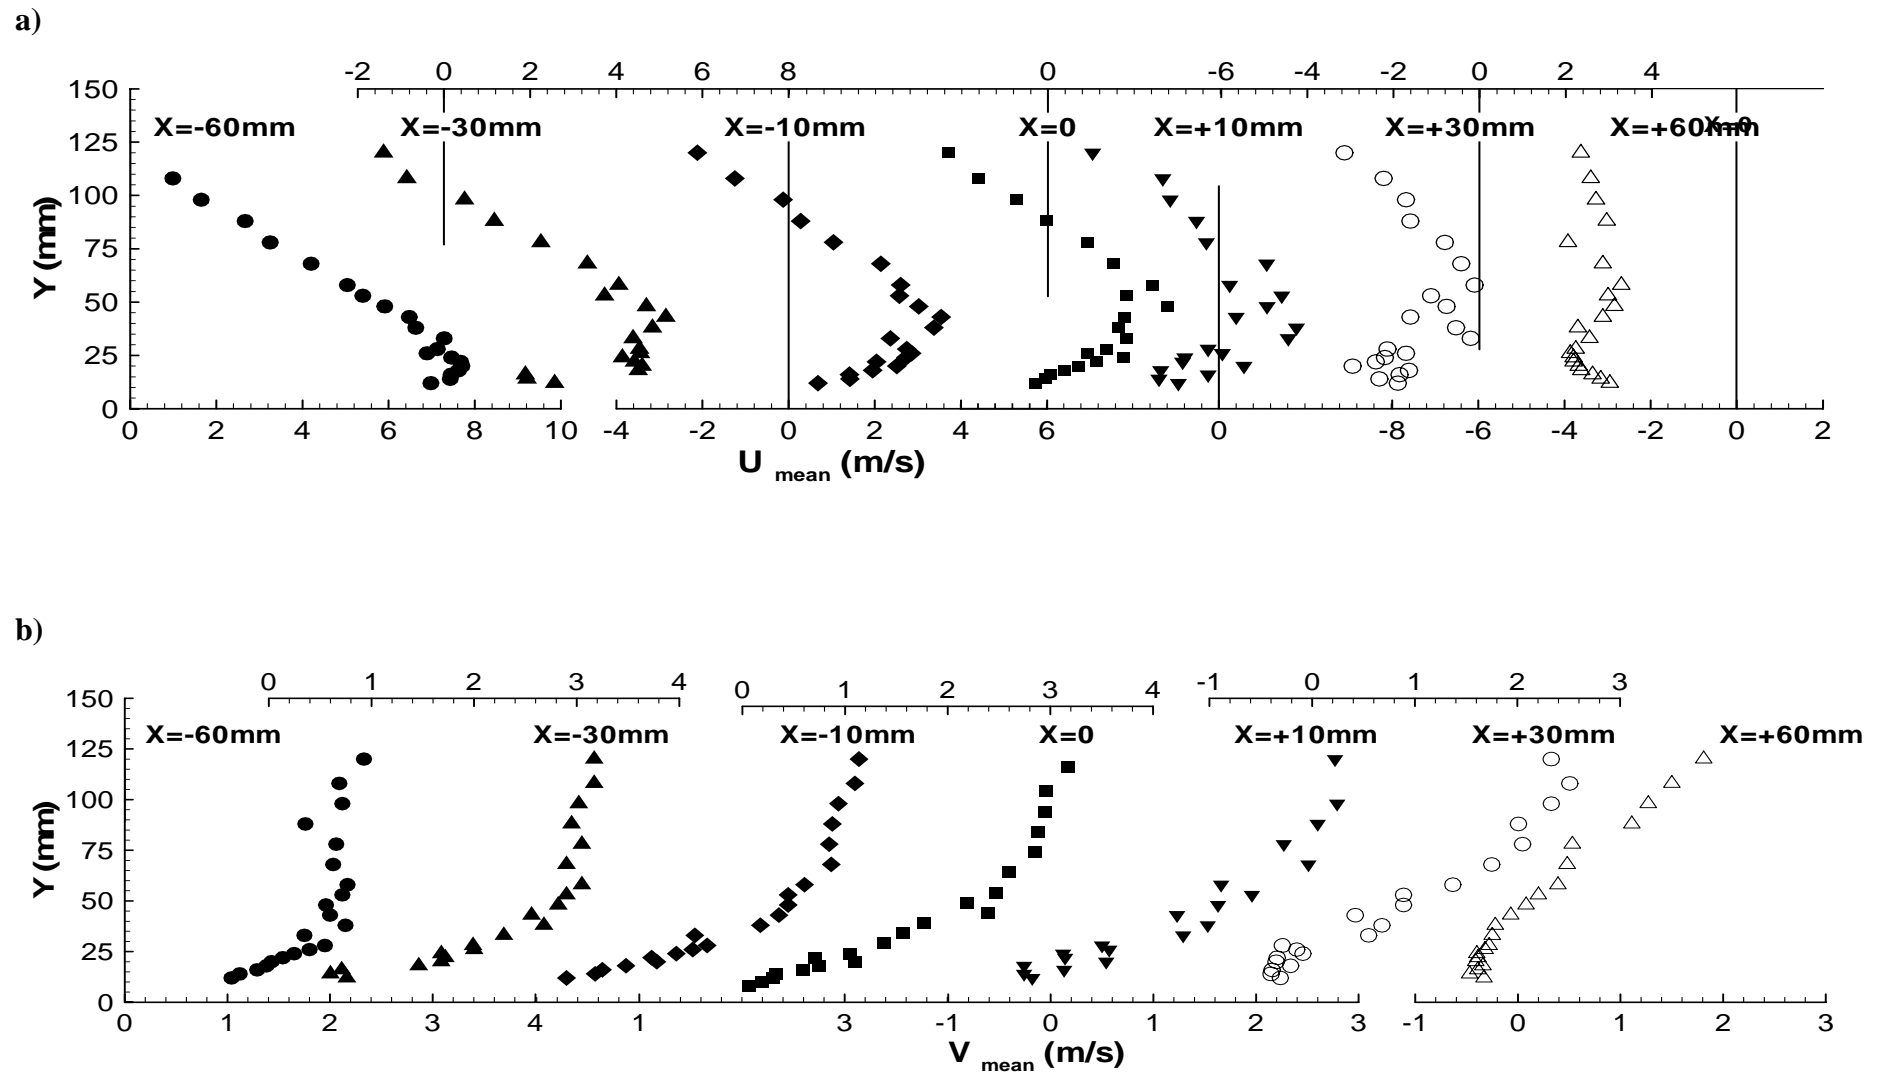 a)
-2 0 2 4 6 8 0 -6 -4 -2 0 2 4
150
X=-60mm X=-30mm X=-10mm X=0 X=+10mm X=+30mm X=+60mm X=0
125
100
75
50
25
0
Y (mm)
0 2 4 6 8 10 -4 -2 0 2 4 6 0 -8 -6 -4 -2 0 2
U mean (m/s)
b)
0 1 2 3 4 0 1 2 3 4 -1 0 1 2 3
150
X=-60mm X=-30mm X=-10mm X=0 X=+10mm X=+30mm X=+60mm
125
100
75
50
25
0
Y (mm)
0 1 2 3 4 1 3 -1 0 1 2 3 -1 0 1 2 3
V mean (m/s)